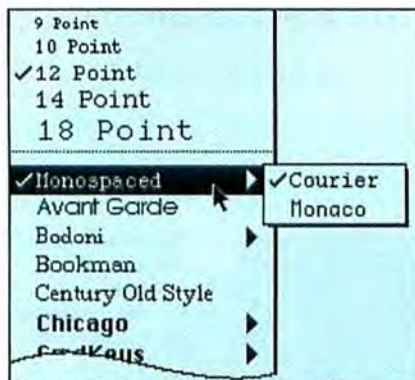 9 Point
10 Point
✓12 Point
14 Point
18 Point
✓Monospaced
✓Courier
Monaco
Avant Garde
Bodoni
Bookman
Century Old Style
Chicago